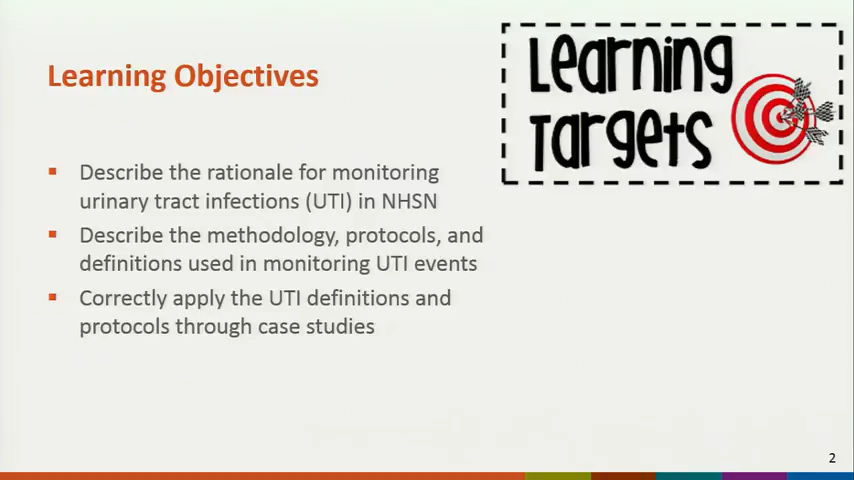 Learning Objectives
Learning
Targets
▪ Describe the rationale for monitoring
urinary tract infections (UTI) in NHSN
▪ Describe the methodology, protocols, and
definitions used in monitoring UTI events
▪ Correctly apply the UTI definitions and
protocols through case studies
2